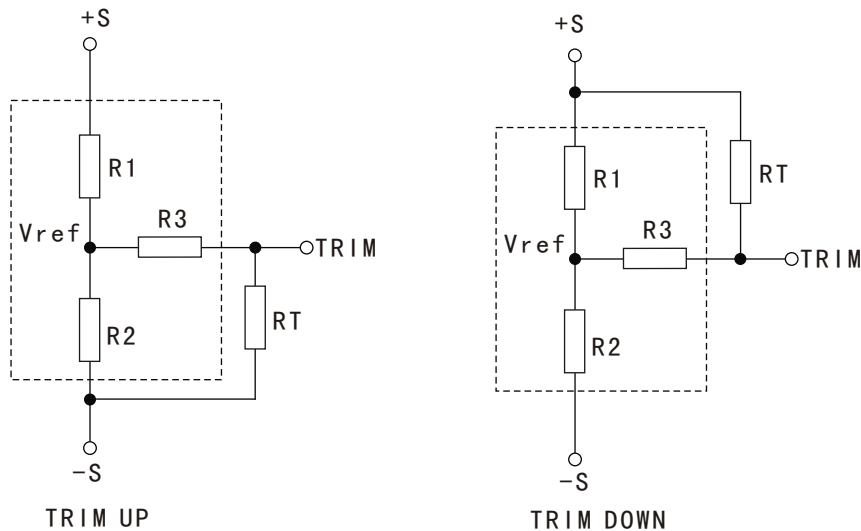 +S
R1
Vref
R3
TRIM
R2
RT
-S
TRIM UP
+S
R1
RT
Vref
R3
TRIM
R2
-S
TRIM DOWN